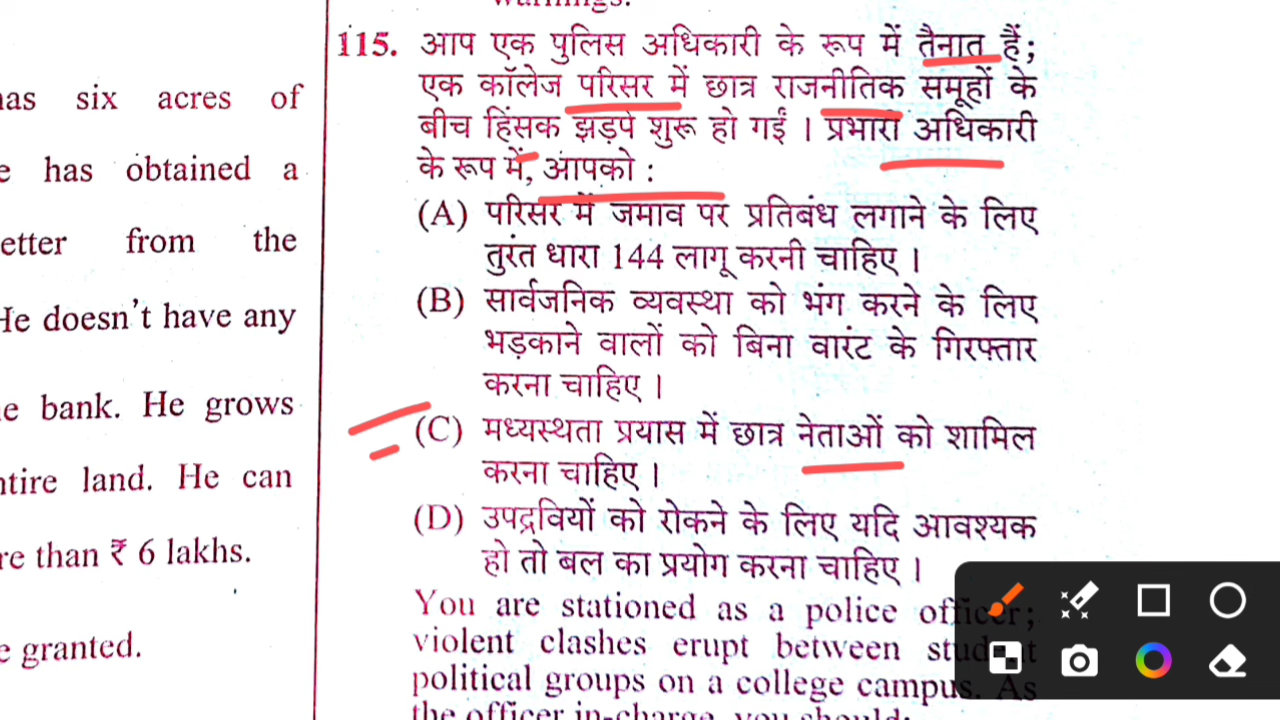 warnings.
as six acres of
e has obtained a
etter from the
He doesn't have any
e bank. He grows
ntire land. He can
re than ₹ 6 lakhs.
e granted.
115. आप एक पुलिस अधिकारी के रूप में तैनात हैं;
एक कॉलेज परिसर में छात्र राजनीतिक समूहों के
बीच हिंसक झड़पें शुरू हो गईं । प्रभारी अधिकारी
के रूप में, आपको :
(A) परिसर में जमाव पर प्रतिबंध लगाने के लिए
तुरंत धारा 144 लागू करनी चाहिए ।
(B) सार्वजनिक व्यवस्था को भंग करने के लिए
भड़काने वालों को बिना वारंट के गिरफ्तार
करना चाहिए ।
(C) मध्यस्थता प्रयास में छात्र नेताओं को शामिल
करना चाहिए ।
(D) उपद्रवियों को रोकने के लिए यदि आवश्यक
हो तो बल का प्रयोग करना चाहिए ।
You are stationed as a police officer;
violent clashes erupt between student
political groups on a college campus. As
the officer in-charge, you should: